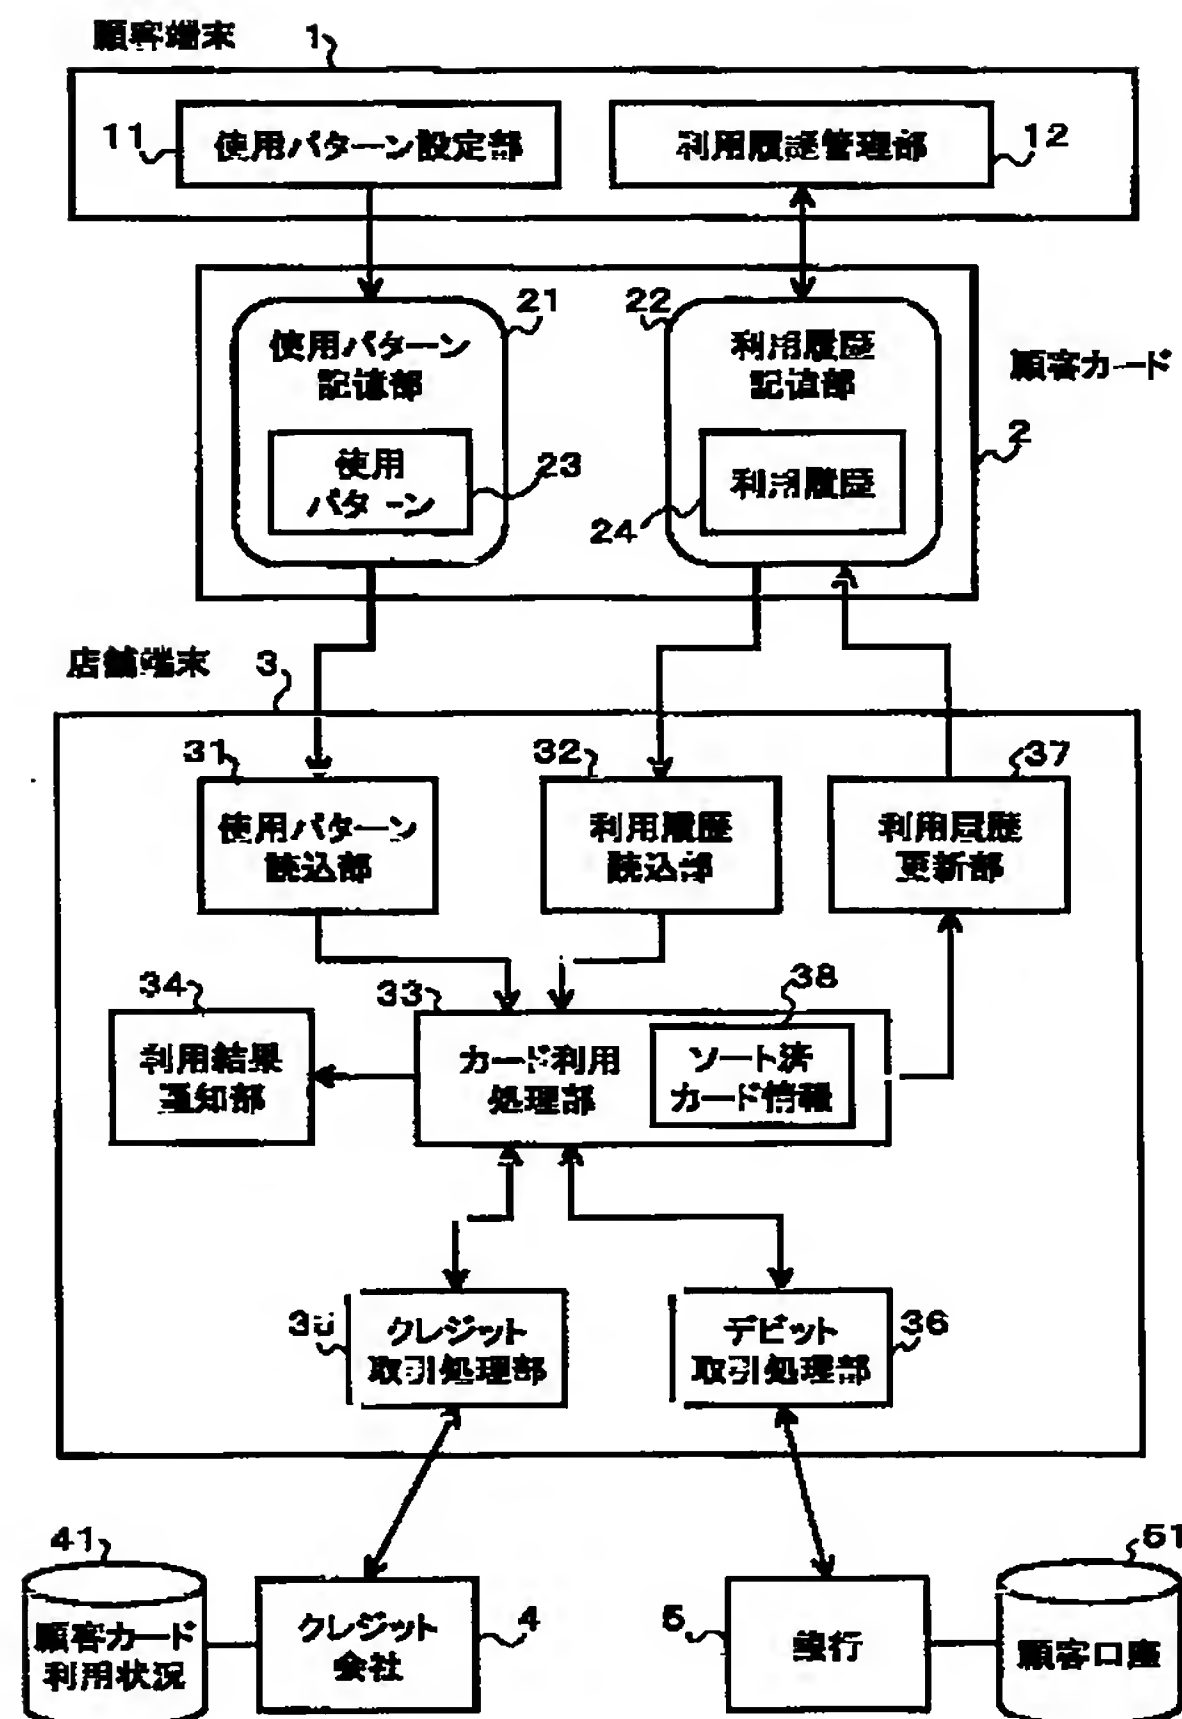 顧客端末 1
11 使用パターン設定部
利用履歴管理部 12
21
使用パターン
記憶部
使用
パターン
23
22
利用履歴
記憶部
利用履歴
24
顧客カード
2
店舗端末 3
31
使用パターン
読込部
32
利用履歴
読込部
37
利用履歴
更新部
34
利用結果
通知部
33
カード利用
処理部
38
ソート済
カード情報
クレジット
取引処理部
デビット
取引処理部
36
41
顧客カード
利用状況
クレジット
会社
4
5
銀行
51
顧客口座